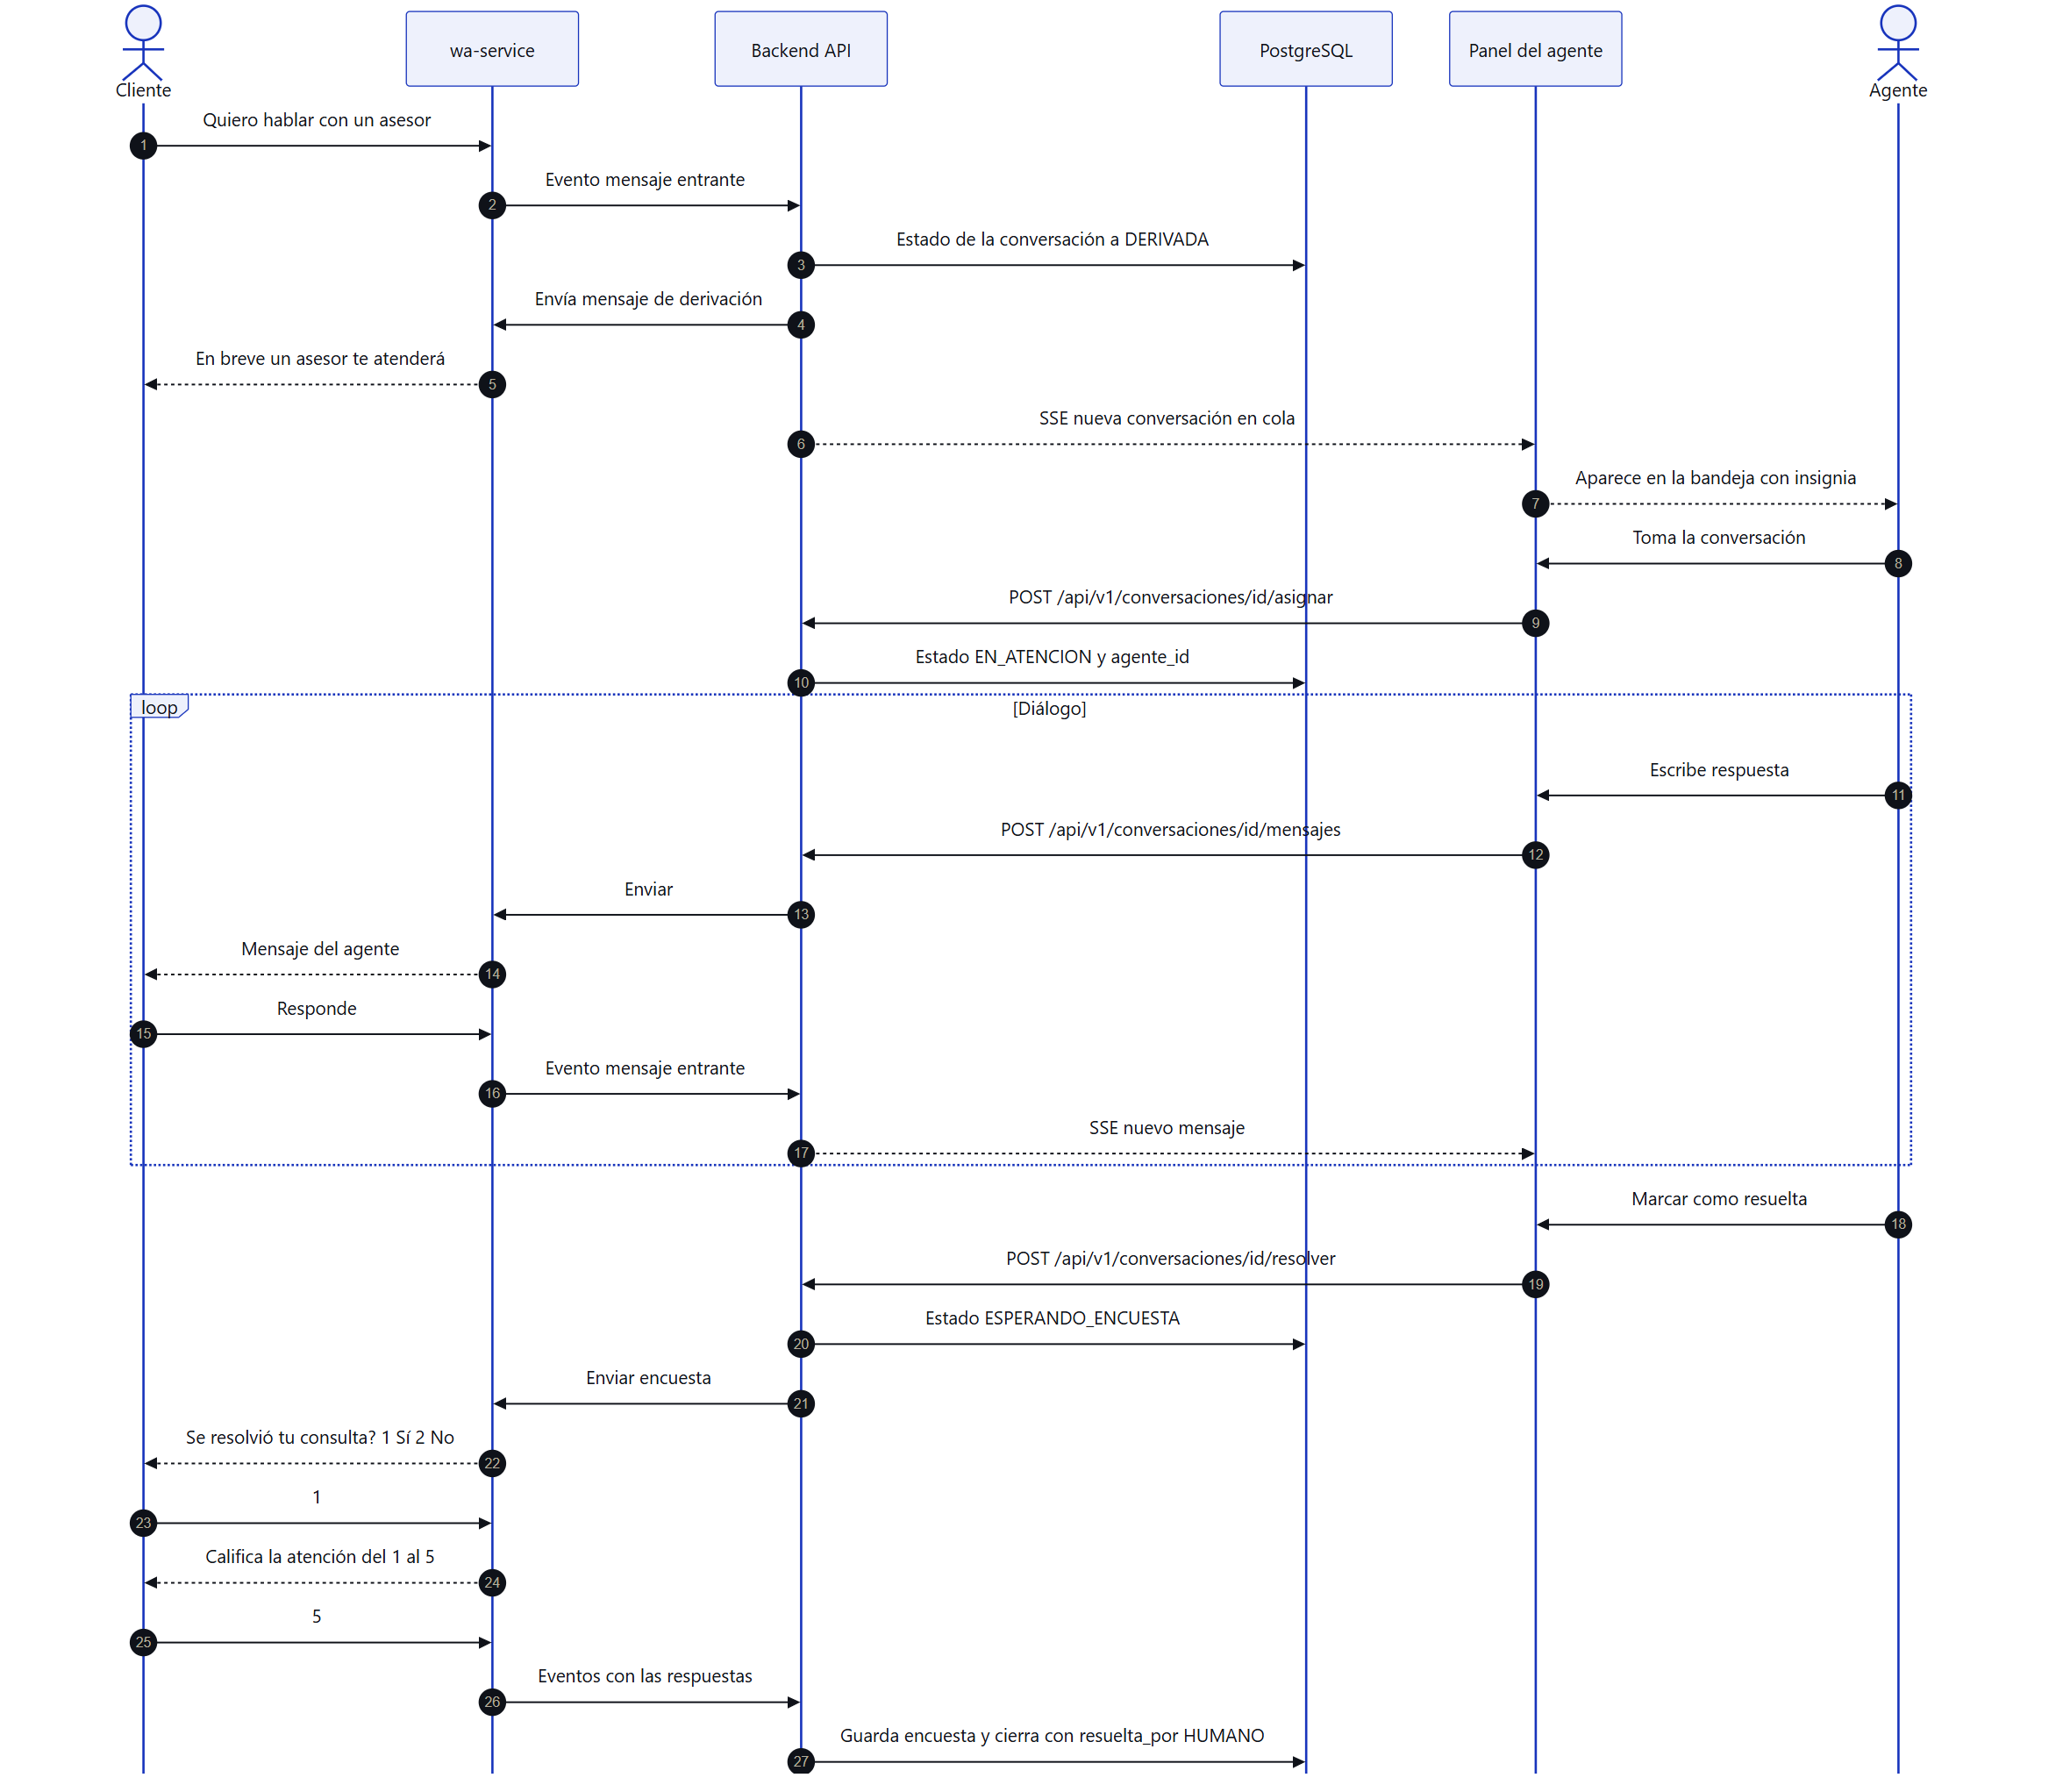 Cliente
wa-service
Backend API
PostgreSQL
Panel del agente
Agente
Quiero hablar con un asesor
1
Evento mensaje entrante
2
Estado de la conversación a DERIVADA
3
Envía mensaje de derivación
4
En breve un asesor te atenderá
5
SSE nueva conversación en cola
6
Aparece en la bandeja con insignia
7
Toma la conversación
8
POST /api/v1/conversaciones/id/asignar
9
Estado EN_ATENCION y agente_id
10
loop
[Diálogo]
Escribe respuesta
11
POST /api/v1/conversaciones/id/mensajes
12
Enviar
13
Mensaje del agente
14
Responde
15
Evento mensaje entrante
16
SSE nuevo mensaje
17
Marcar como resuelta
18
POST /api/v1/conversaciones/id/resolver
19
Estado ESPERANDO_ENCUESTA
20
Enviar encuesta
21
Se resolvió tu consulta? 1 Sí 2 No
22
1
23
Califica la atención del 1 al 5
24
5
25
Eventos con las respuestas
26
Guarda encuesta y cierra con resuelta_por HUMANO
27